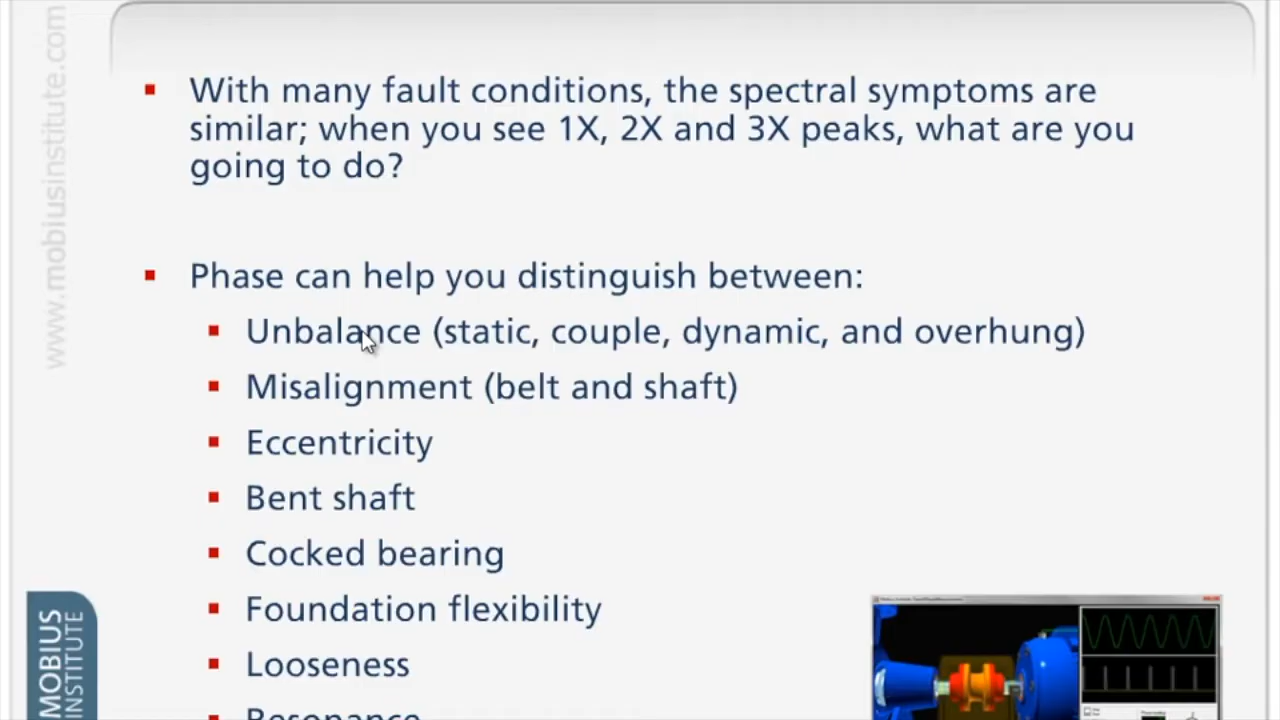 www.mobiusinstitute.com
With many fault conditions, the spectral symptoms are
similar; when you see 1X, 2X and 3X peaks, what are you
going to do?
Phase can help you distinguish between:
Unbalance (static, couple, dynamic, and overhung)
Misalignment (belt and shaft)
Eccentricity
Bent shaft
Cocked bearing
Foundation flexibility
Looseness
Resonance
MOBIUS
INSTITUTE